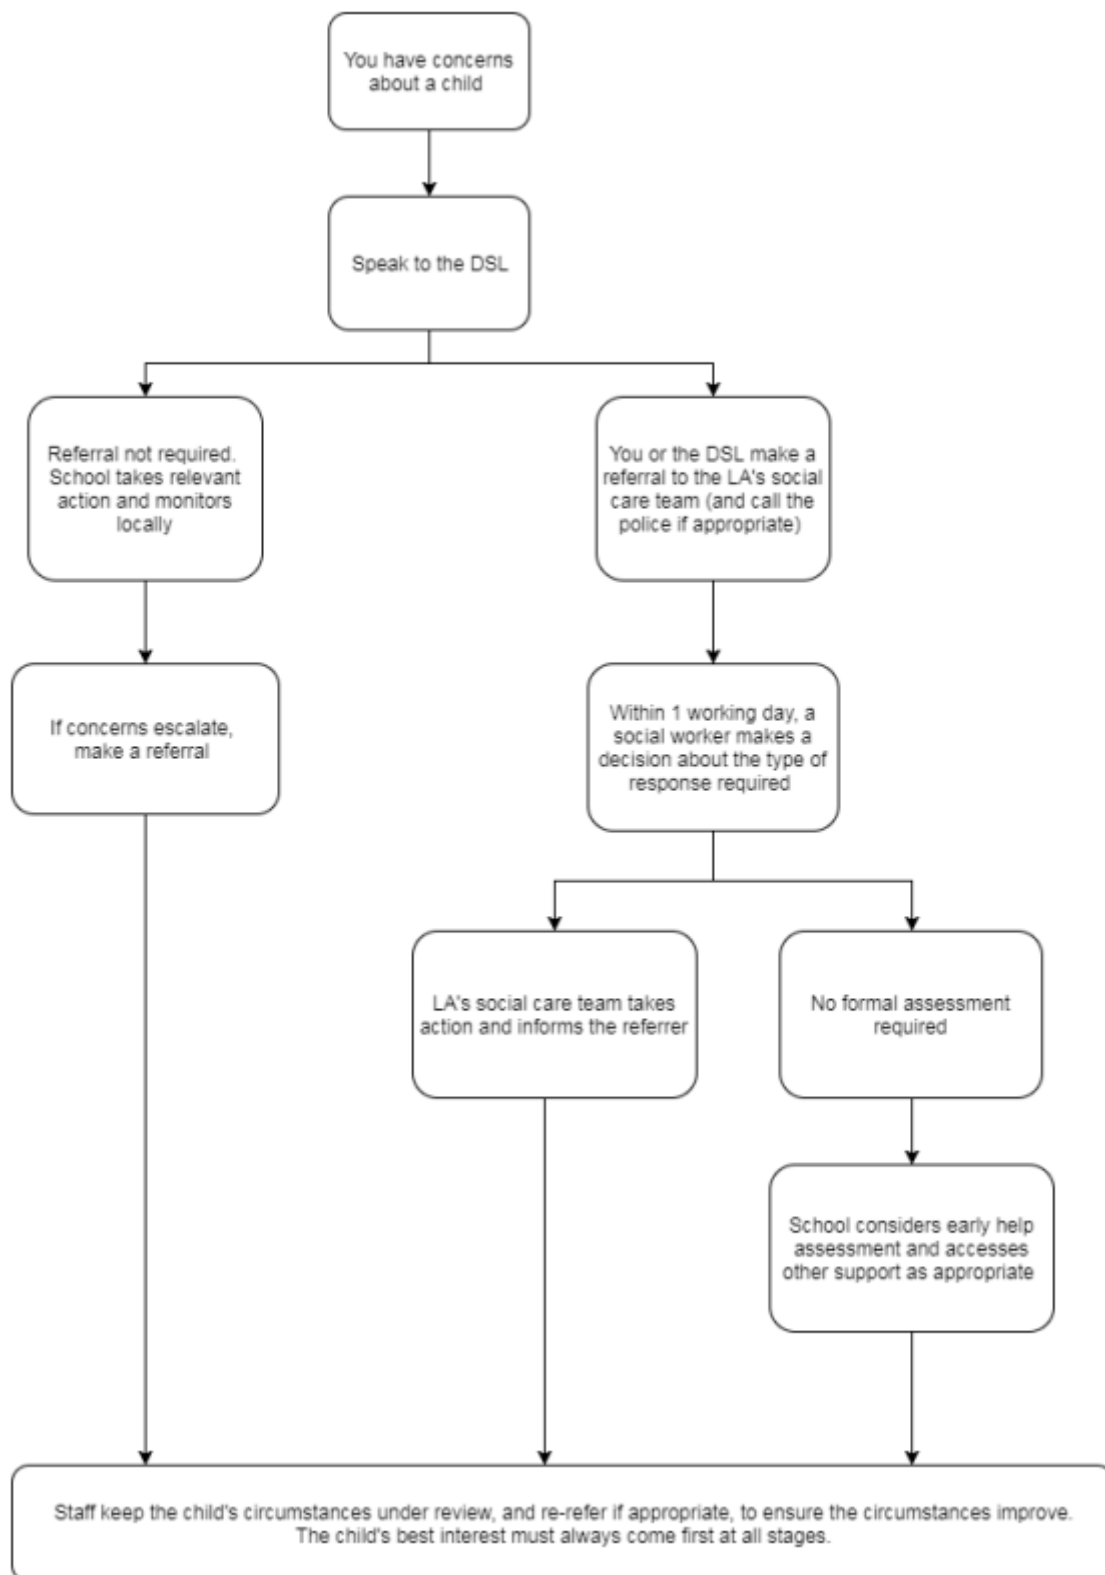 You have concerns
about a child
Speak to the DSL
Referral not required.
School takes relevant
action and monitors
locally
You or the DSL make a
referral to the LA's social
care team (and call the
police if appropriate)
If concerns escalate,
make a referral
Within 1 working day, a
social worker makes a
decision about the type of
response required
LA's social care team takes
action and informs the referrer
No formal assessment
required
School considers early help
assessment and accesses
other support as appropriate
Staff keep the child's circumstances under review, and re-refer if appropriate, to ensure the circumstances improve.
The child's best interest must always come first at all stages.